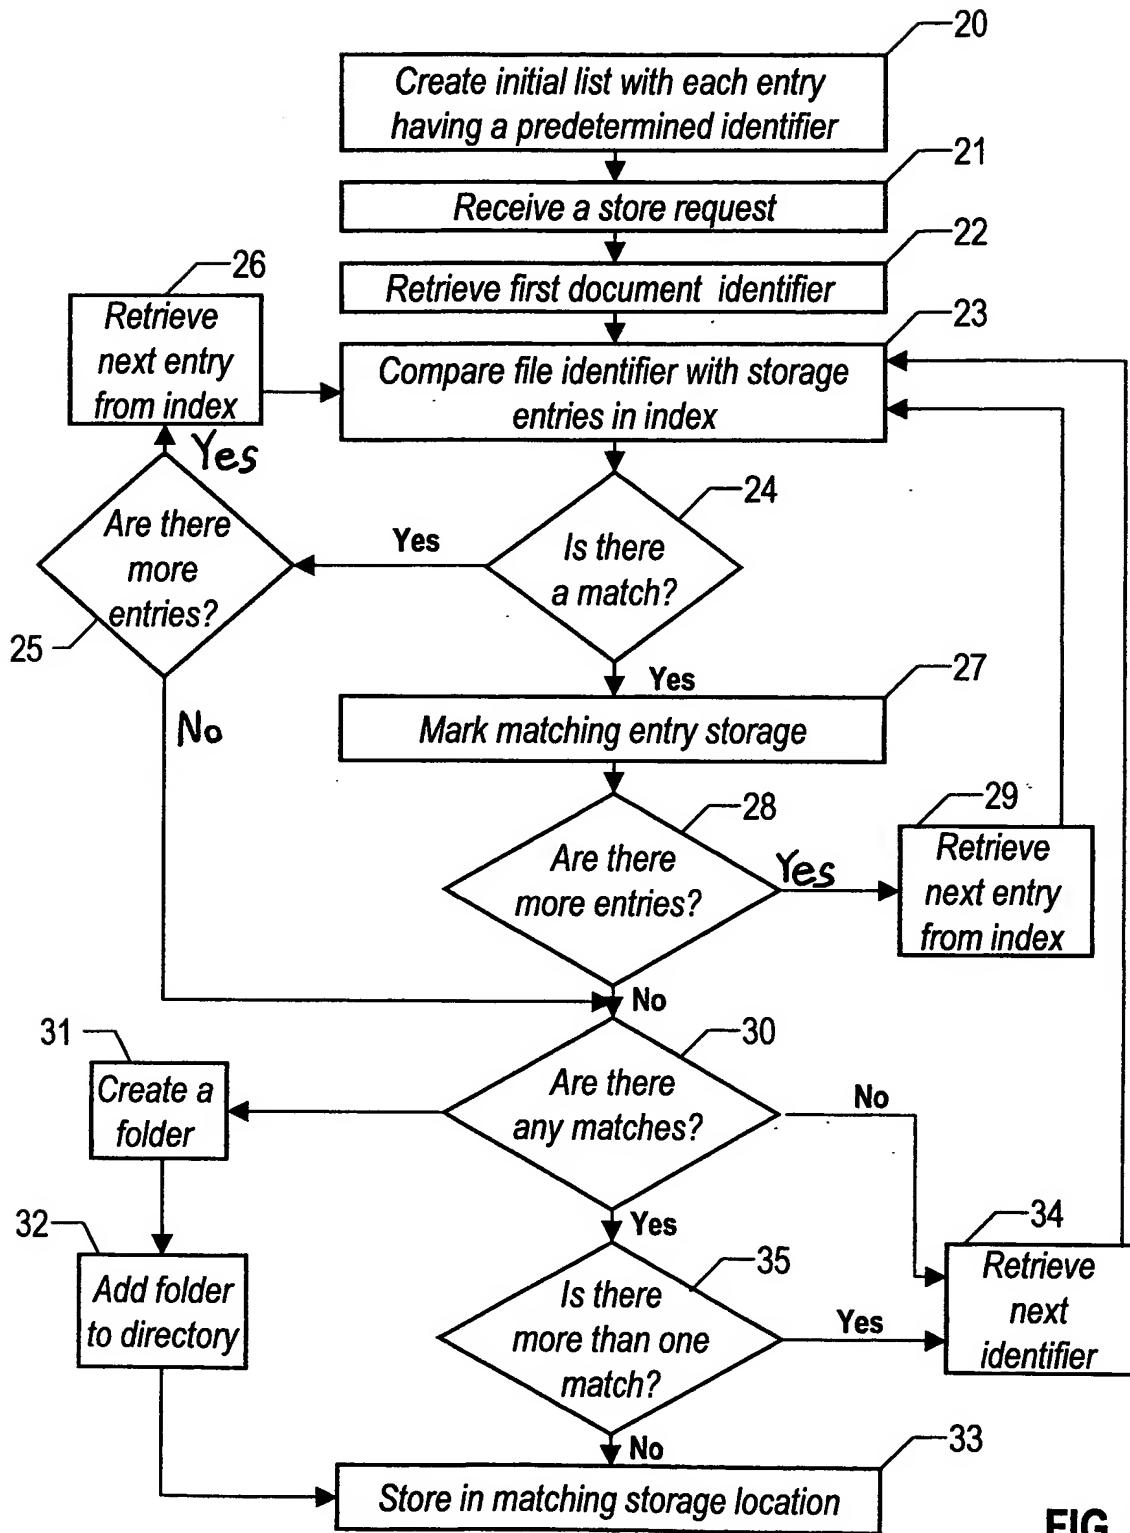 20
Create initial list with each entry
having a predetermined identifier
21
Receive a store request
22
Retrieve first document identifier
26
Retrieve
next entry
from index
23
Compare file identifier with storage
entries in index
Yes
24
Are there
more
entries?
25
Yes
Is there
a match?
Yes
27
No
Mark matching entry storage
28
Are there
more entries?
Yes
29
Retrieve
next entry
from index
No
31
Create a
folder
30
Are there
any matches?
No
32
Add folder
to directory
Yes
35
Is there
more than one
match?
Yes
34
Retrieve
next
identifier
No
33
Store in matching storage location
FIG